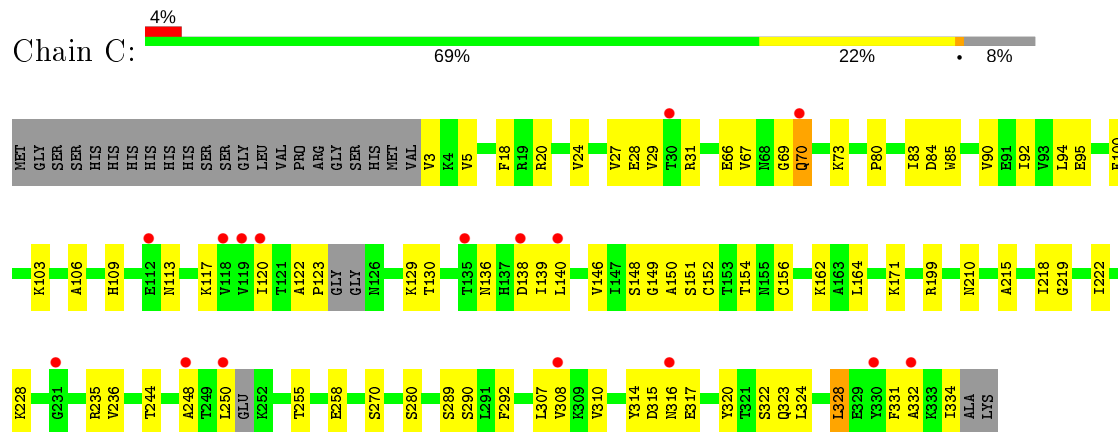 4%
Chain C:
69% 22% • 8%
MET GLY SER SER HIS HIS HIS HIS HIS HIS HIS SER SER GLY LEU VAL PRO ARG GLY SER HIS MET VAL V3 K4 V5 F18 R19 R20 V24 V27 E28 V29 T30 R31 E66 V67 N68 G69 Q70 K73 P80 I83 D84 W85 V90 E91 I92 V93 L94 E95
K103 A106 H109 E112 N113 K117 V118 V119 I120 T121 A122 P123 GLY GLY N126 K129 T130 T135 N136 H137 D138 I139 L140 V146 I147 S148 G149 A150 S151 C152 T153 T154 N155 C156 K162 A163 L164 K171 R199 N210 A215 I218 G219 I222
K228 G231 R235 V236 T244 A248 T249 L250 GLU K252 T255 E258 S270 S280 S289 S290 L291 F292 L307 V308 K309 V310 Y314 D315 N316 E317 Y320 T321 S322 Q323 L324 L328 E329 Y330 F331 A332 K333 I334 ALA LYS